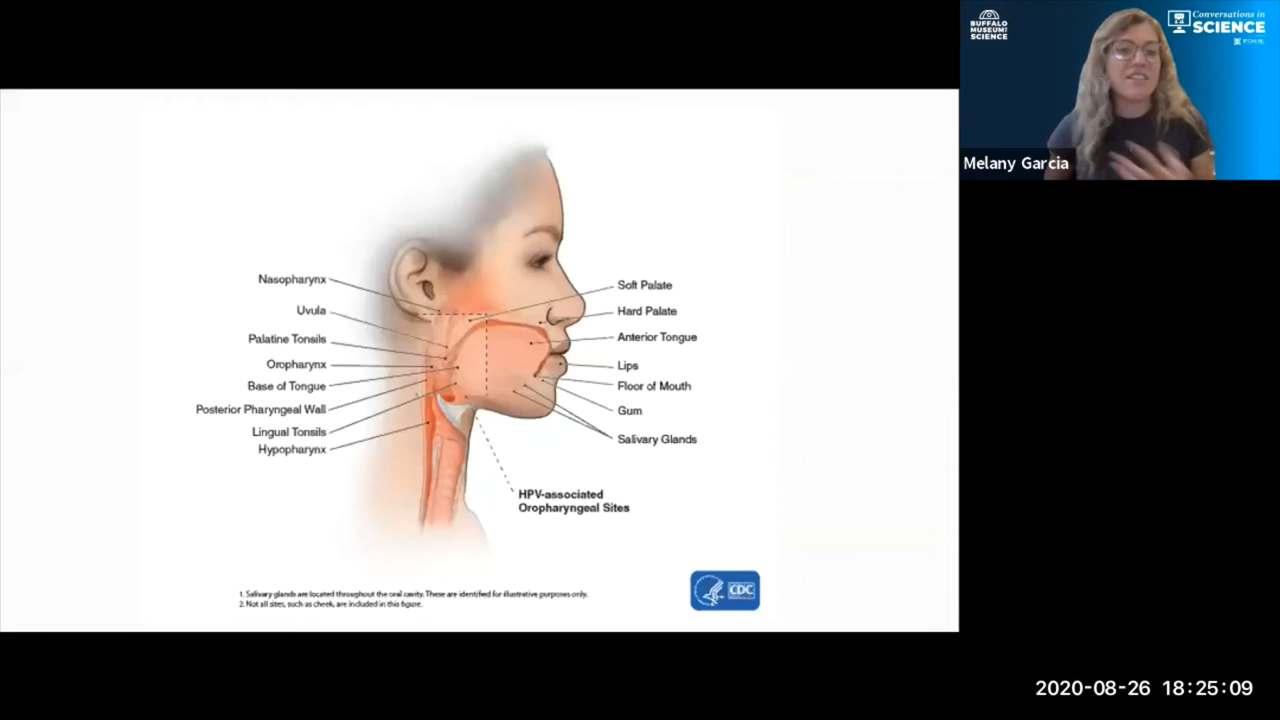 BUFFALO
MUSEUM OF
SCIENCE
Conversations in
SCIENCE
Melany Garcia
Nasopharynx
Uvula
Palatine Tonsils
Oropharynx
Base of Tongue
Posterior Pharyngeal Wall
Lingual Tonsils
Hypopharynx
Soft Palate
Hard Palate
Anterior Tongue
Lips
Floor of Mouth
Gum
Salivary Glands
HPV-associated
Oropharyngeal Sites
1. Salivary glands are located throughout the oral cavity. These are identified for illustrative purposes only.
2. Not all sites, such as cheek, are included in this figure.
CDC
2020-08-26 18:25:09